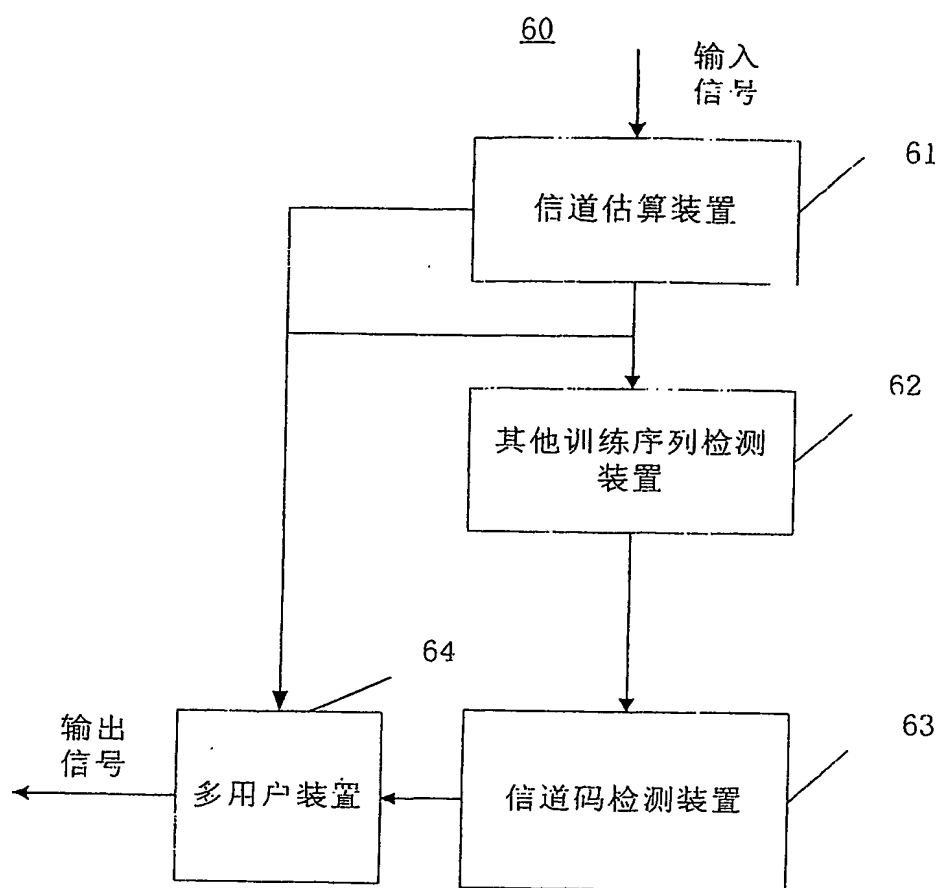 60
输入
信号
61
信道估算装置
62
其他训练序列检测
装置
64
63
输出
信号
多用户装置
信道码检测装置